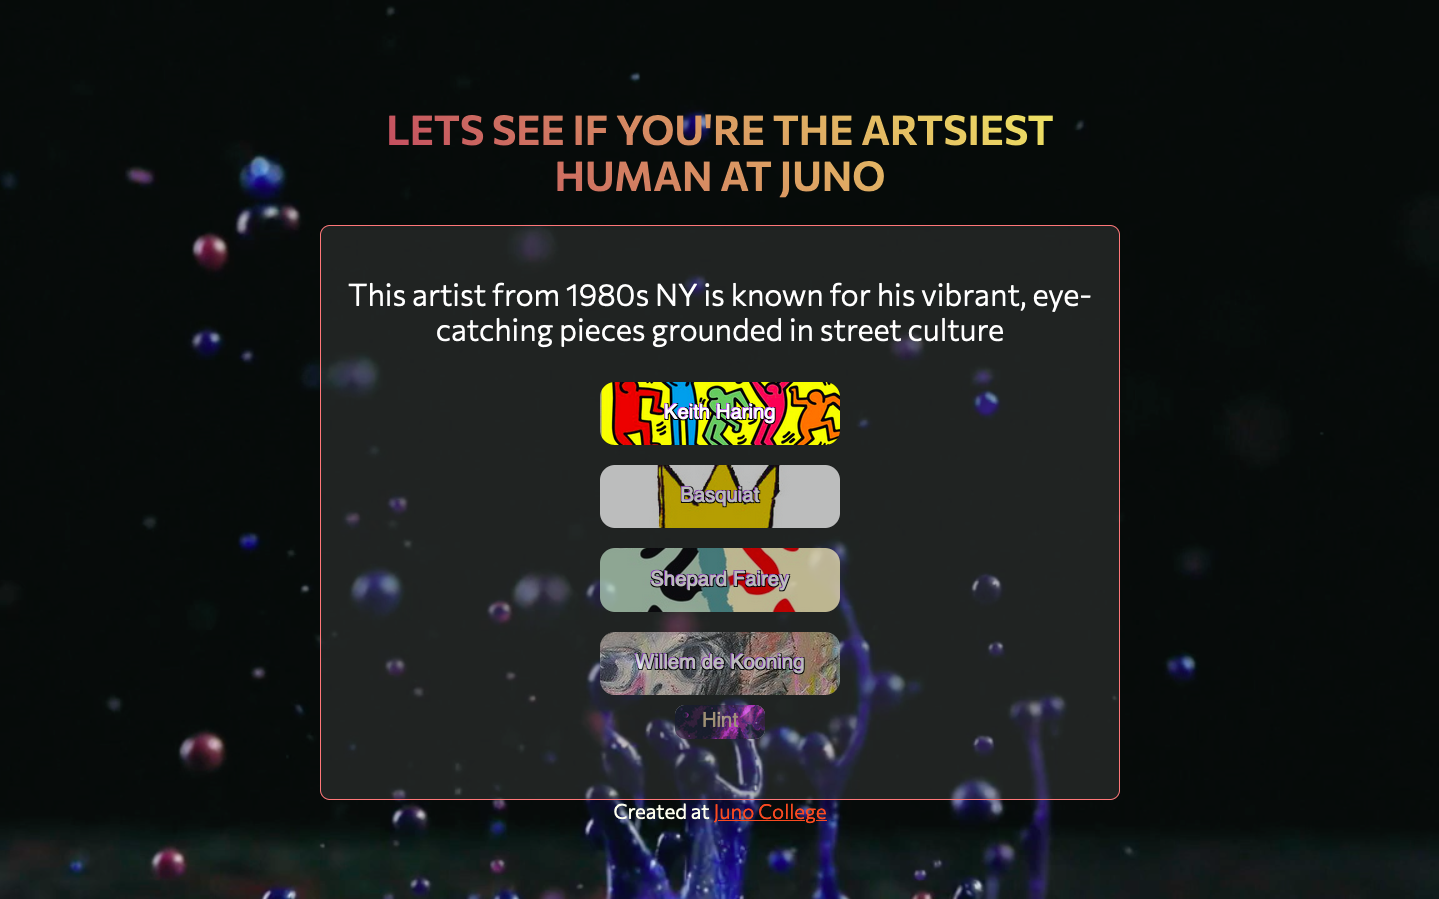 LETS SEE IF YOU'RE THE ARTSIEST
HUMAN AT JUNO
This artist from 1980s NY is known for his vibrant, eye-
catching pieces grounded in street culture
Keith Haring
Basquiat
Shepard Fairey
Willem de Kooning
Hint
Created at Juno College